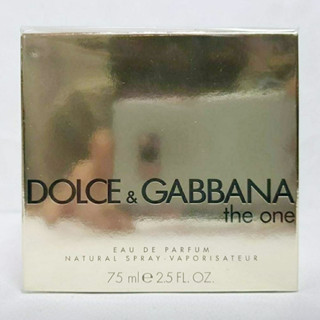 DOLCE & GABBANA
the one
EAU DE PARFUM
NATURAL SPRAY-VAPORISATEUR
75 ml e 2.5 FL. OZ.